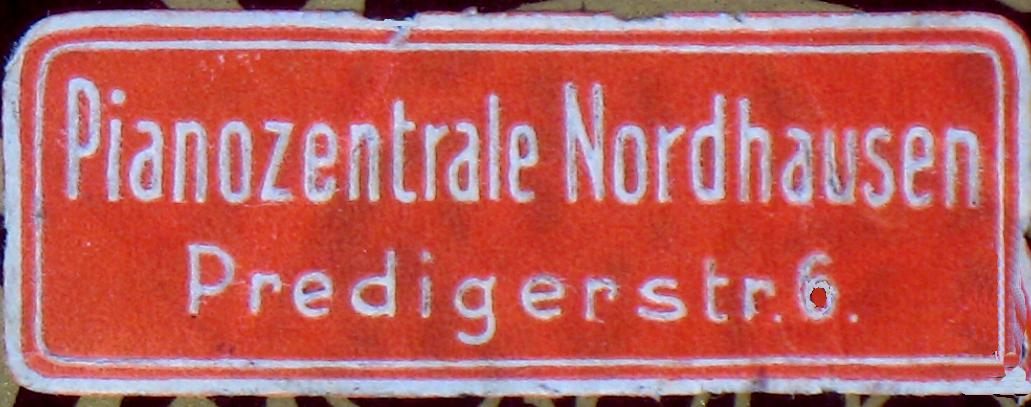 Pianozentrale Nordhausen
Predigerstr. 6.